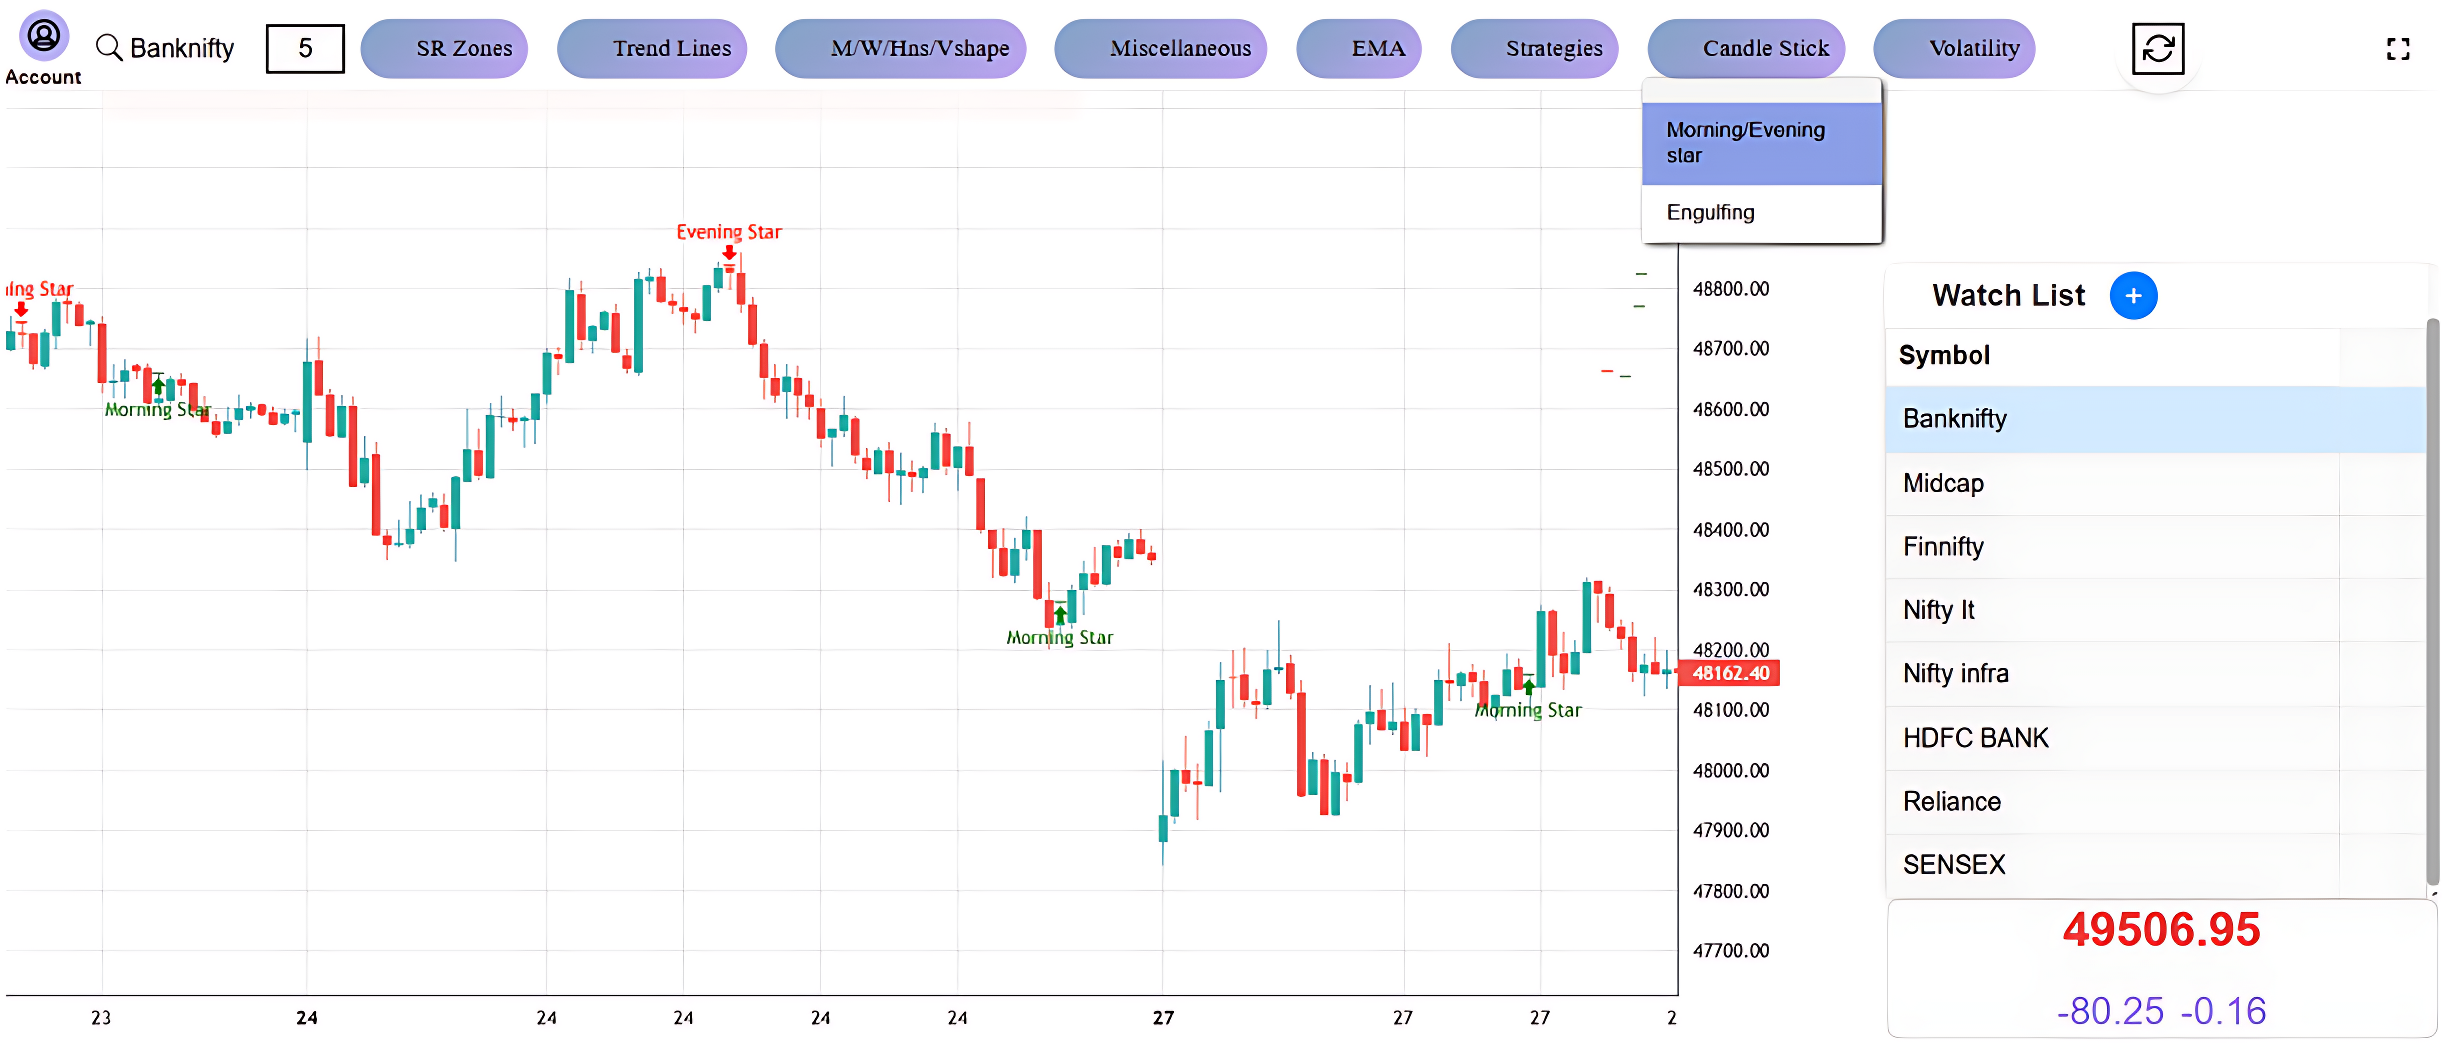 Account
Banknifty
5
SR Zones
Trend Lines
M/W/Hns/Vshape
Miscellaneous
EMA
Strategies
Candle Stick
Volatility
Morning/Evening
star
Engulfing
Evening Star
ning Star
Morning Star
Morning Star
Morning Star
48800.00
48700.00
48600.00
48500.00
48400.00
48300.00
48200.00
48162.40
48100.00
48000.00
47900.00
47800.00
47700.00
23
24
24
24
24
24
27
27
27
2
Watch List +
Symbol
Banknifty
Midcap
Finnifty
Nifty It
Nifty infra
HDFC BANK
Reliance
SENSEX
49506.95
-80.25 -0.16